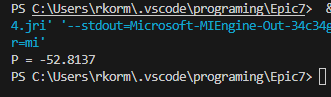 PS C:\Users\rkorm\.vscode\programing\Epic7> &
4.jri' '--stdout=Microsoft-MIEngine-Out-34c34g
r=mi'
P = -52.8137
PS C:\Users\rkorm\.vscode\programing\Epic7>